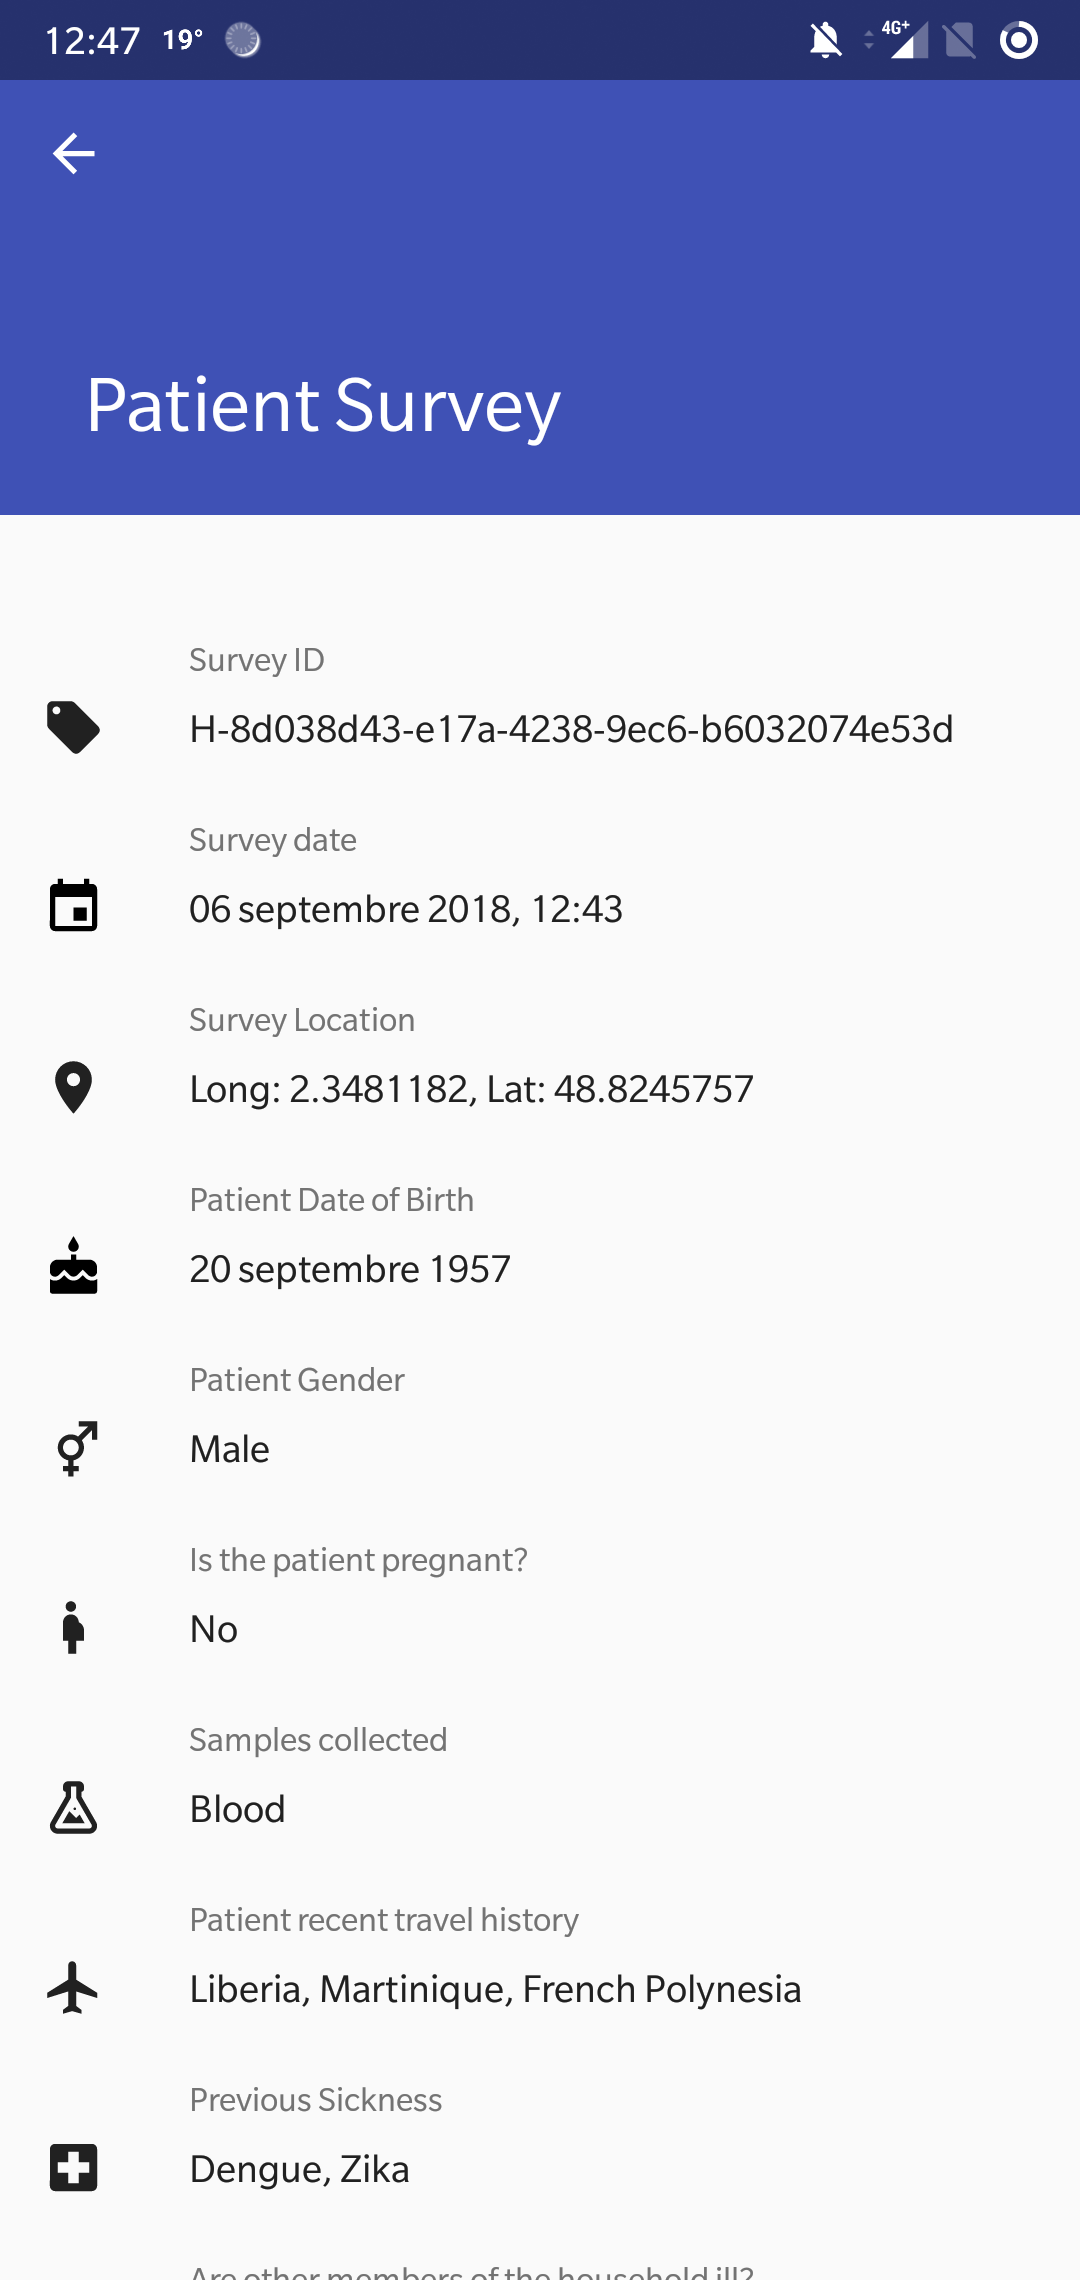 12:47 19° 4G+
Patient Survey
Survey ID
H-8d038d43-e17a-4238-9ec6-b6032074e53d
Survey date
06 septembre 2018, 12:43
Survey Location
Long: 2.3481182, Lat: 48.8245757
Patient Date of Birth
20 septembre 1957
Patient Gender
Male
Is the patient pregnant?
No
Samples collected
Blood
Patient recent travel history
Liberia, Martinique, French Polynesia
Previous Sickness
Dengue, Zika
Are other members of the household ill?